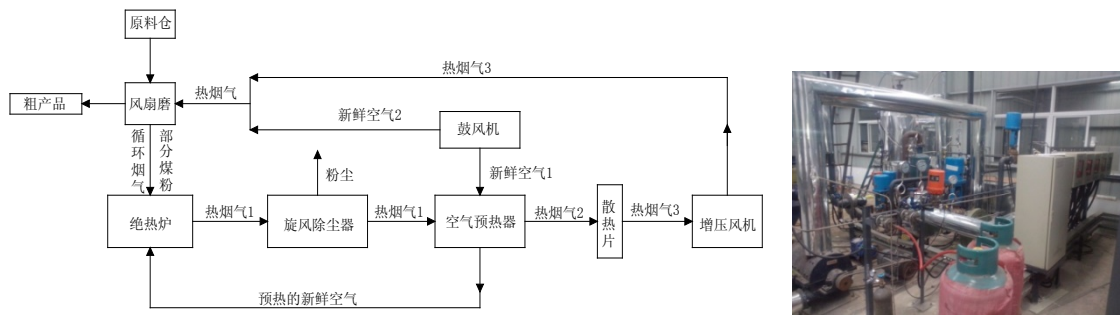 原料仓
热烟气3
热烟气
粗产品
风扇磨
新鲜空气2
鼓风机
循环烟气
部分煤粉
粉尘
新鲜空气1
绝热炉
热烟气1
旋风除尘器
热烟气1
空气预热器
热烟气2
散热片
热烟气3
增压风机
预热的新鲜空气